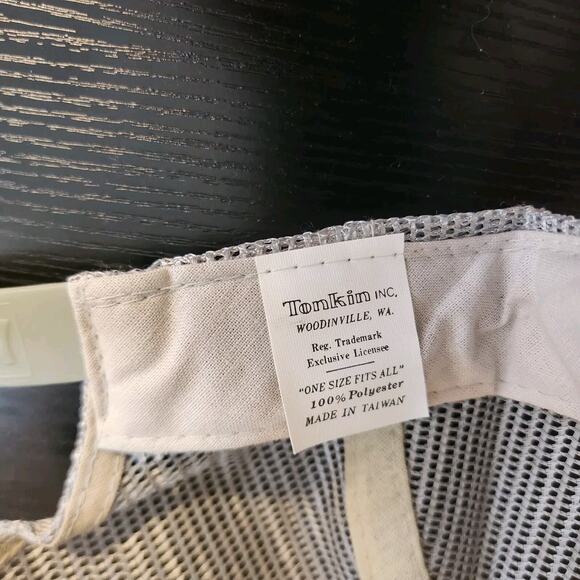 Tonkin INC.
WOODINVILLE, WA.
Reg. Trademark
Exclusive Licensee
"ONE SIZE FITS ALL"
100% Polyester
MADE IN TAIWAN